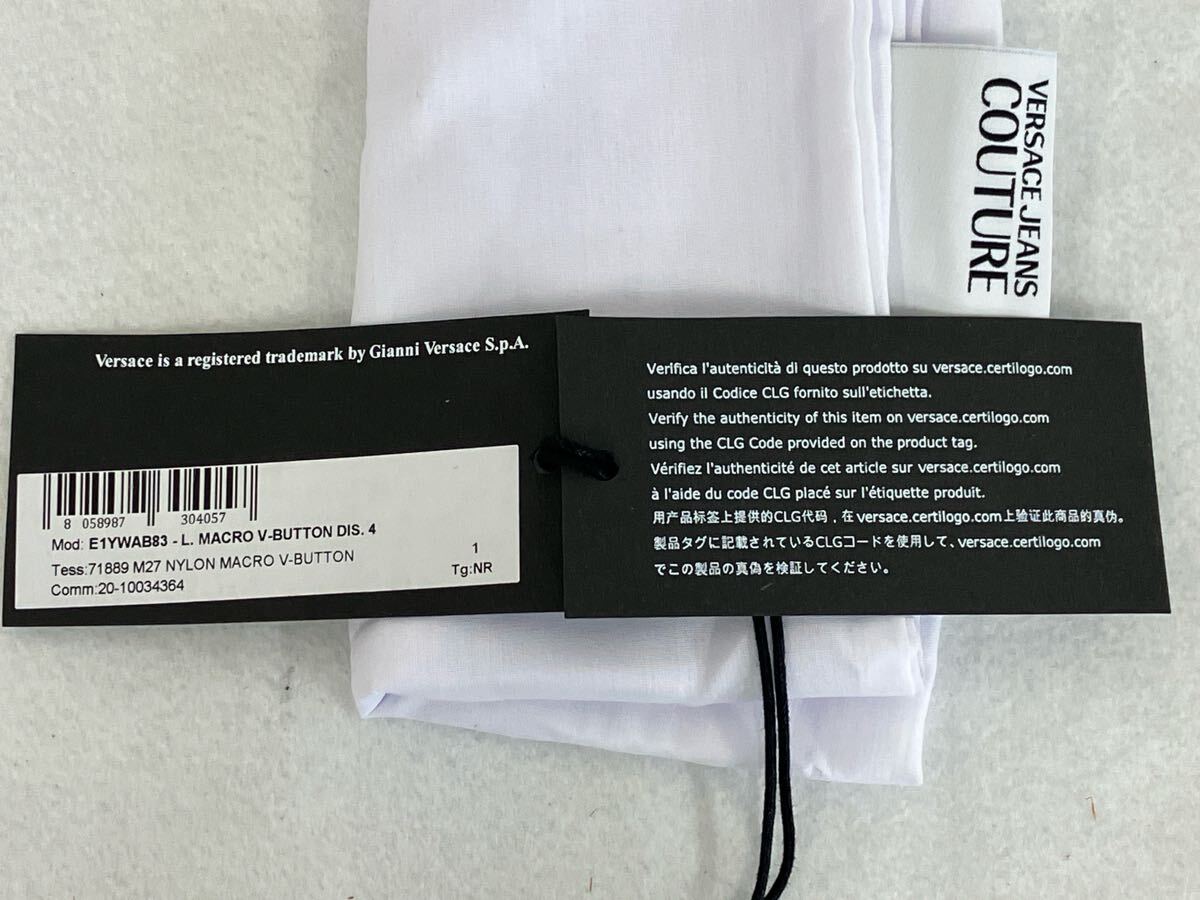 VERSACE JEANS
COUTURE
Versace is a registered trademark by Gianni Versace S.p.A.
8 058987 304057
Mod: E1YWAB83 - L. MACRO V-BUTTON DIS. 4
Tess:71889 M27 NYLON MACRO V-BUTTON
1
Comm:20-10034364
Tg:NR
Verifica l'autenticità di questo prodotto su versace.certilogo.com
usando il Codice CLG fornito sull'etichetta.
Verify the authenticity of this item on versace.certilogo.com
using the CLG Code provided on the product tag.
Vérifiez l'authenticité de cet article sur versace.certilogo.com
à l'aide du code CLG placé sur l'étiquette produit.
用产品标签上提供的CLG代码，在versace.certilogo.com上验证此商品的真伪。
製品タグに記載されているCLGコードを使用して、versace.certilogo.com
でこの製品の真偽を検証してください。